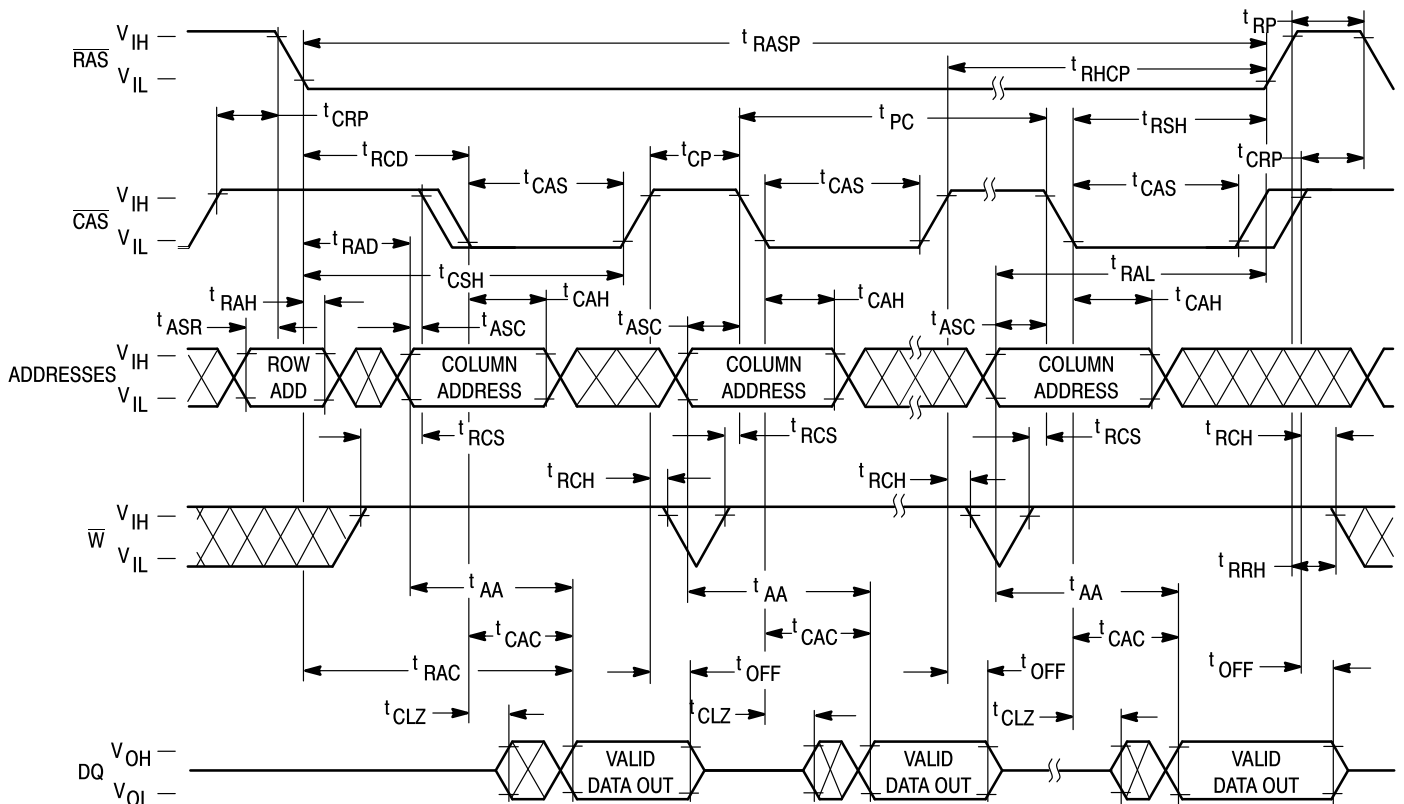 t RP
V IH
RAS
t RASP
V IL
t RHCP
t CRP
t PC
t RSH
t RCD
t CP
t CRP
t CAS
t CAS
t CAS
V IH
CAS
V IL
t RAD
t CSH
t RAL
t RAH
t CAH
t CAH
t CAH
t ASR
t ASC
t ASC
t ASC
V IH
ADDRESSES
V IL
ROW
ADD
COLUMN
ADDRESS
COLUMN
ADDRESS
COLUMN
ADDRESS
t RCS
t RCS
t RCS
t RCH
t RCH
t RCH
V IH
W
V IL
t RRH
t AA
t AA
t AA
t CAC
t CAC
t CAC
t RAC
t OFF
t OFF
t OFF
t CLZ
t CLZ
t CLZ
V OH
DQ
V OL
VALID
DATA OUT
VALID
DATA OUT
VALID
DATA OUT